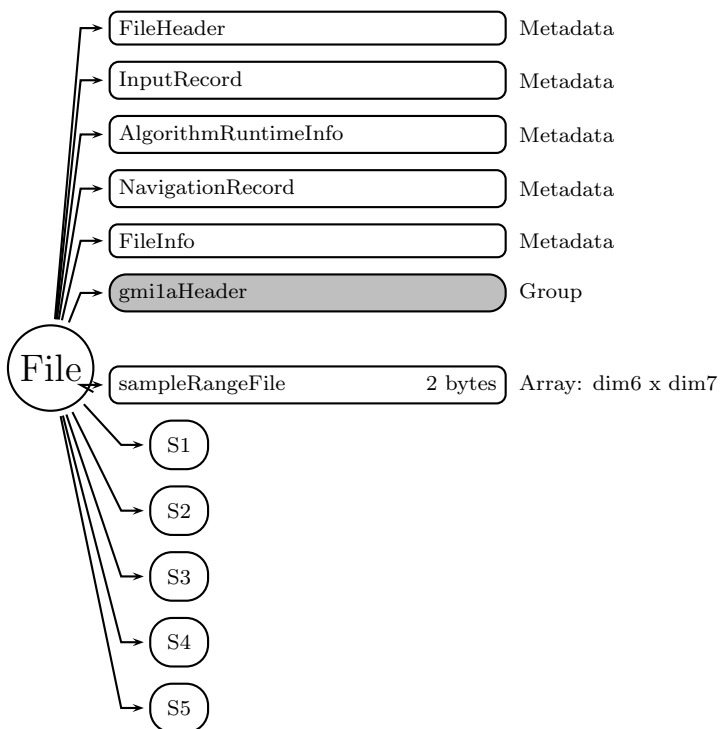 FileHeader Metadata
InputRecord Metadata
AlgorithmRuntimeInfo Metadata
NavigationRecord Metadata
FileInfo Metadata
gmi1aHeader Group
File
sampleRangeFile 2 bytes Array: dim6 x dim7
S1
S2
S3
S4
S5